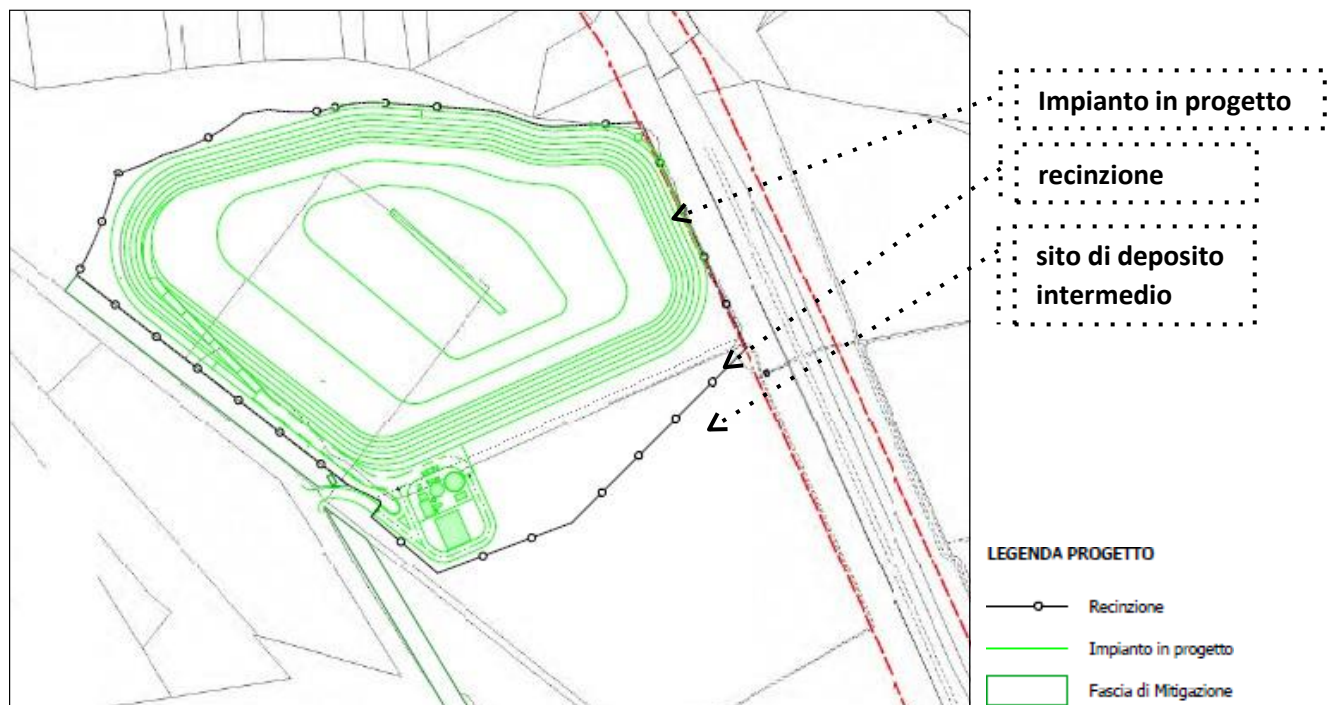 Impianto in progetto
recinzione
sito di deposito
intermedio
LEGENDA PROGETTO
Recinzione
Impianto in progetto
Fascia di Mitigazione